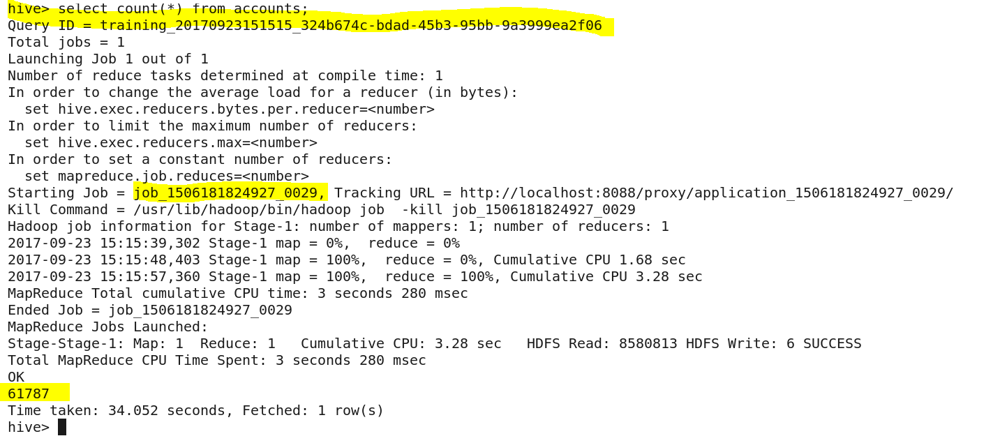 hive> select count(*) from accounts;
Query ID = training_20170923151515_324b674c-bdad-45b3-95bb-9a3999ea2f06
Total jobs = 1
Launching Job 1 out of 1
Number of reduce tasks determined at compile time: 1
In order to change the average load for a reducer (in bytes):
  set hive.exec.reducers.bytes.per.reducer=<number>
In order to limit the maximum number of reducers:
  set hive.exec.reducers.max=<number>
In order to set a constant number of reducers:
  set mapreduce.job.reduces=<number>
Starting Job = job_1506181824927_0029, Tracking URL = http://localhost:8088/proxy/application_1506181824927_0029/
Kill Command = /usr/lib/hadoop/bin/hadoop job  -kill job_1506181824927_0029
Hadoop job information for Stage-1: number of mappers: 1; number of reducers: 1
2017-09-23 15:15:39,302 Stage-1 map = 0%,  reduce = 0%
2017-09-23 15:15:48,403 Stage-1 map = 100%,  reduce = 0%, Cumulative CPU 1.68 sec
2017-09-23 15:15:57,360 Stage-1 map = 100%,  reduce = 100%, Cumulative CPU 3.28 sec
MapReduce Total cumulative CPU time: 3 seconds 280 msec
Ended Job = job_1506181824927_0029
MapReduce Jobs Launched:
Stage-Stage-1: Map: 1  Reduce: 1   Cumulative CPU: 3.28 sec   HDFS Read: 8580813 HDFS Write: 6 SUCCESS
Total MapReduce CPU Time Spent: 3 seconds 280 msec
OK
61787
Time taken: 34.052 seconds, Fetched: 1 row(s)
hive>